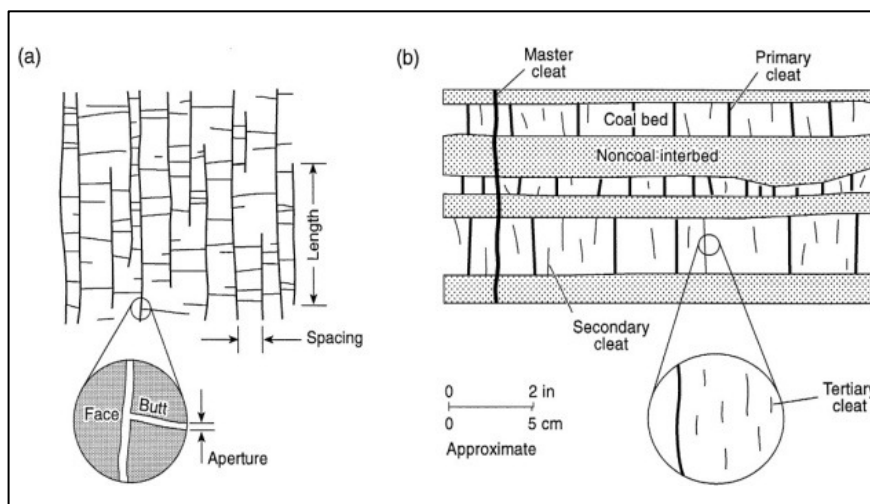 (a)
Length
Spacing
Face
Butt
Aperture
(b)
Master
cleat
Primary
cleat
Coal bed
Noncoal interbed
Secondary
cleat
Tertiary
cleat
0 2 in
0 5 cm
Approximate